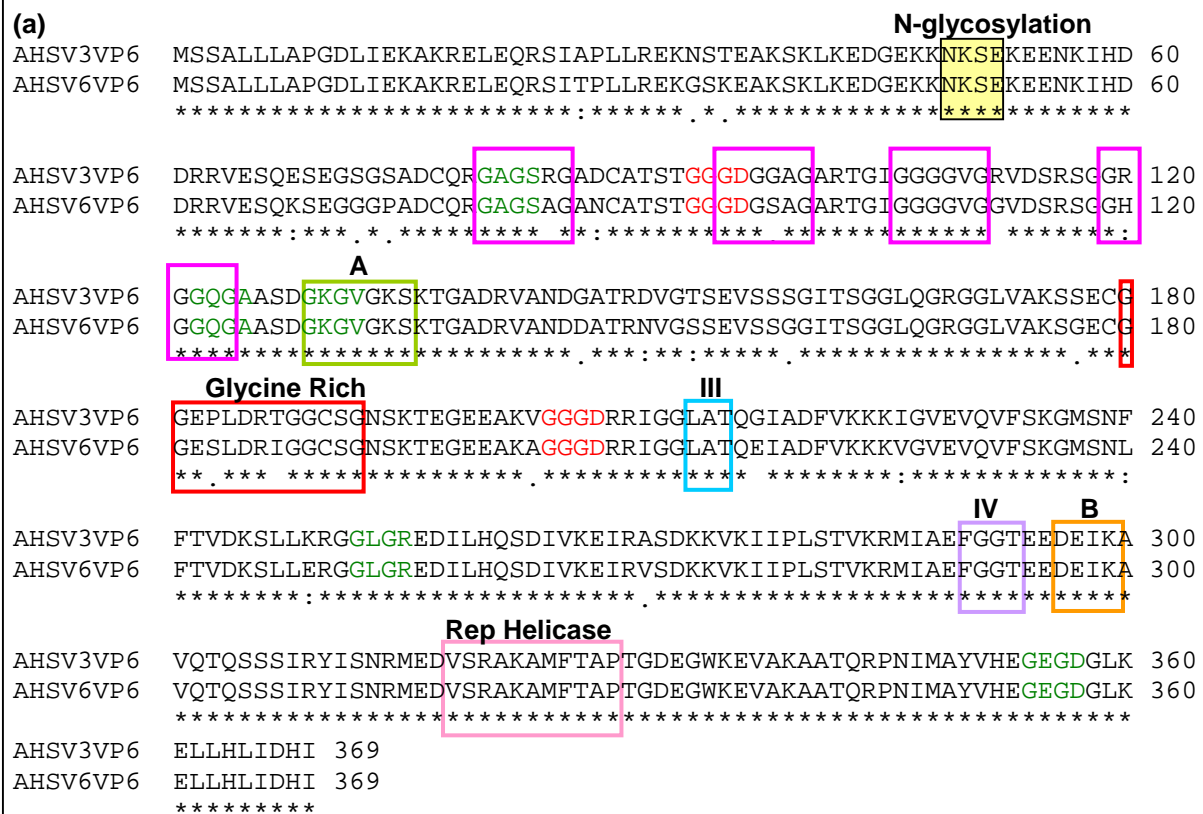 (a)
N-glycosylation
AHSV3VP6 MSSALLLAPGDLIEKAKRELEQRSIAPLLREKNSTEAKSKLKEDGEKKNKSEKEENKIHD 60
AHSV6VP6 MSSALLLAPGDLIEKAKRELEQRSITPLLREKGSKEAKSKLKEDGEKKNKSEKEENKIHD 60
*************************:******.*.*************************
AHSV3VP6 DRRVESQESEGSGSADCQRGAGSRGADCATSTGGGDGGAGARTGIGGGGVGRVDSRSGGR 120
AHSV6VP6 DRRVESQKSEGGGPADCQRGAGSAGANCATSTGGGDGSAGARTGIGGGGVGGVDSRSGGH 120
*******:***.*.********* **:**********.************* *******:
A
AHSV3VP6 GGQGAASDGKGVGKSKTGADRVANDGATRDVGTSEVSSSGITSGGLQGRGGLVAKSSECG 180
AHSV6VP6 GGQGAASDGKGVGKSKTGADRVANDDATRNVGSSEVSSGGITSGGLQGRGGLVAKSGECG 180
*************************.***:**:*****.*****************.***
Glycine Rich III
AHSV3VP6 GEPLDRTGGCSGNSKTEGEEAKVGGGDRRIGGLATQGIADFVKKKIGVEVQVFSKGMSNF 240
AHSV6VP6 GESLDRIGGCSGNSKTEGEEAKAGGGDRRIGGLATQEIADFVKKKVGVEVQVFSKGMSNL 240
**.*** ***************.************* ********:*************:
IV B
AHSV3VP6 FTVDKSLLKRGGLGREDILHQSDIVKEIRASDKKVKIIPLSTVKRMIAEFGGTEEDEIKA 300
AHSV6VP6 FTVDKSLLERGGLGREDILHQSDIVKEIRVSDKKVKIIPLSTVKRMIAEFGGTEEDEIKA 300
********:********************.******************************
Rep Helicase
AHSV3VP6 VQTQSSSIRYISNRMEDVSRAKAMFTAPTGDEGWKEVAKAATQRPNIMAYVHEGEGDGLK 360
AHSV6VP6 VQTQSSSIRYISNRMEDVSRAKAMFTAPTGDEGWKEVAKAATQRPNIMAYVHEGEGDGLK 360
************************************************************
AHSV3VP6 ELLHLIDHI 369
AHSV6VP6 ELLHLIDHI 369
*********